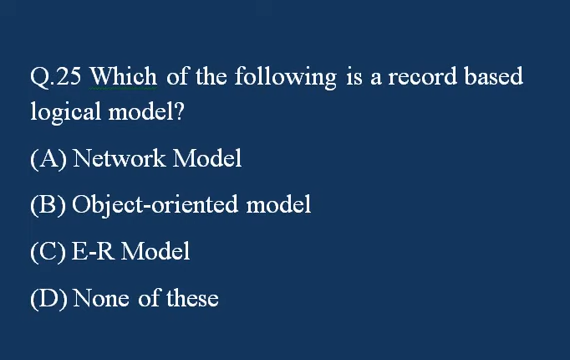 Q.25 Which of the following is a record based
logical model?
(A) Network Model
(B) Object-oriented model
(C) E-R Model
(D) None of these